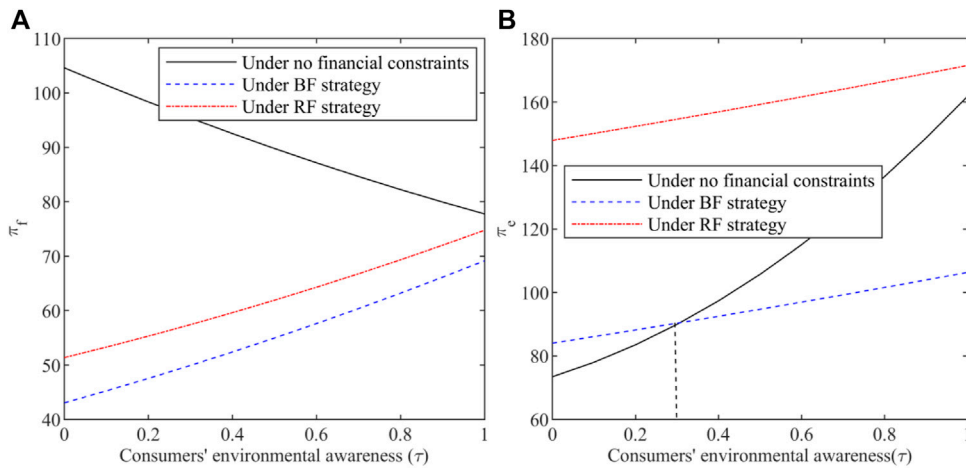 A
110
100
90
80
70
60
50
40
π_f
0
0.2
0.4
0.6
0.8
1
Consumers' environmental awareness (τ)
Under no financial constraints
Under BF strategy
Under RF strategy
B
180
160
140
120
100
80
60
π_e
0
0.2
0.4
0.6
0.8
1
Consumers' environmental awareness(τ)
Under no financial constraints
Under BF strategy
Under RF strategy